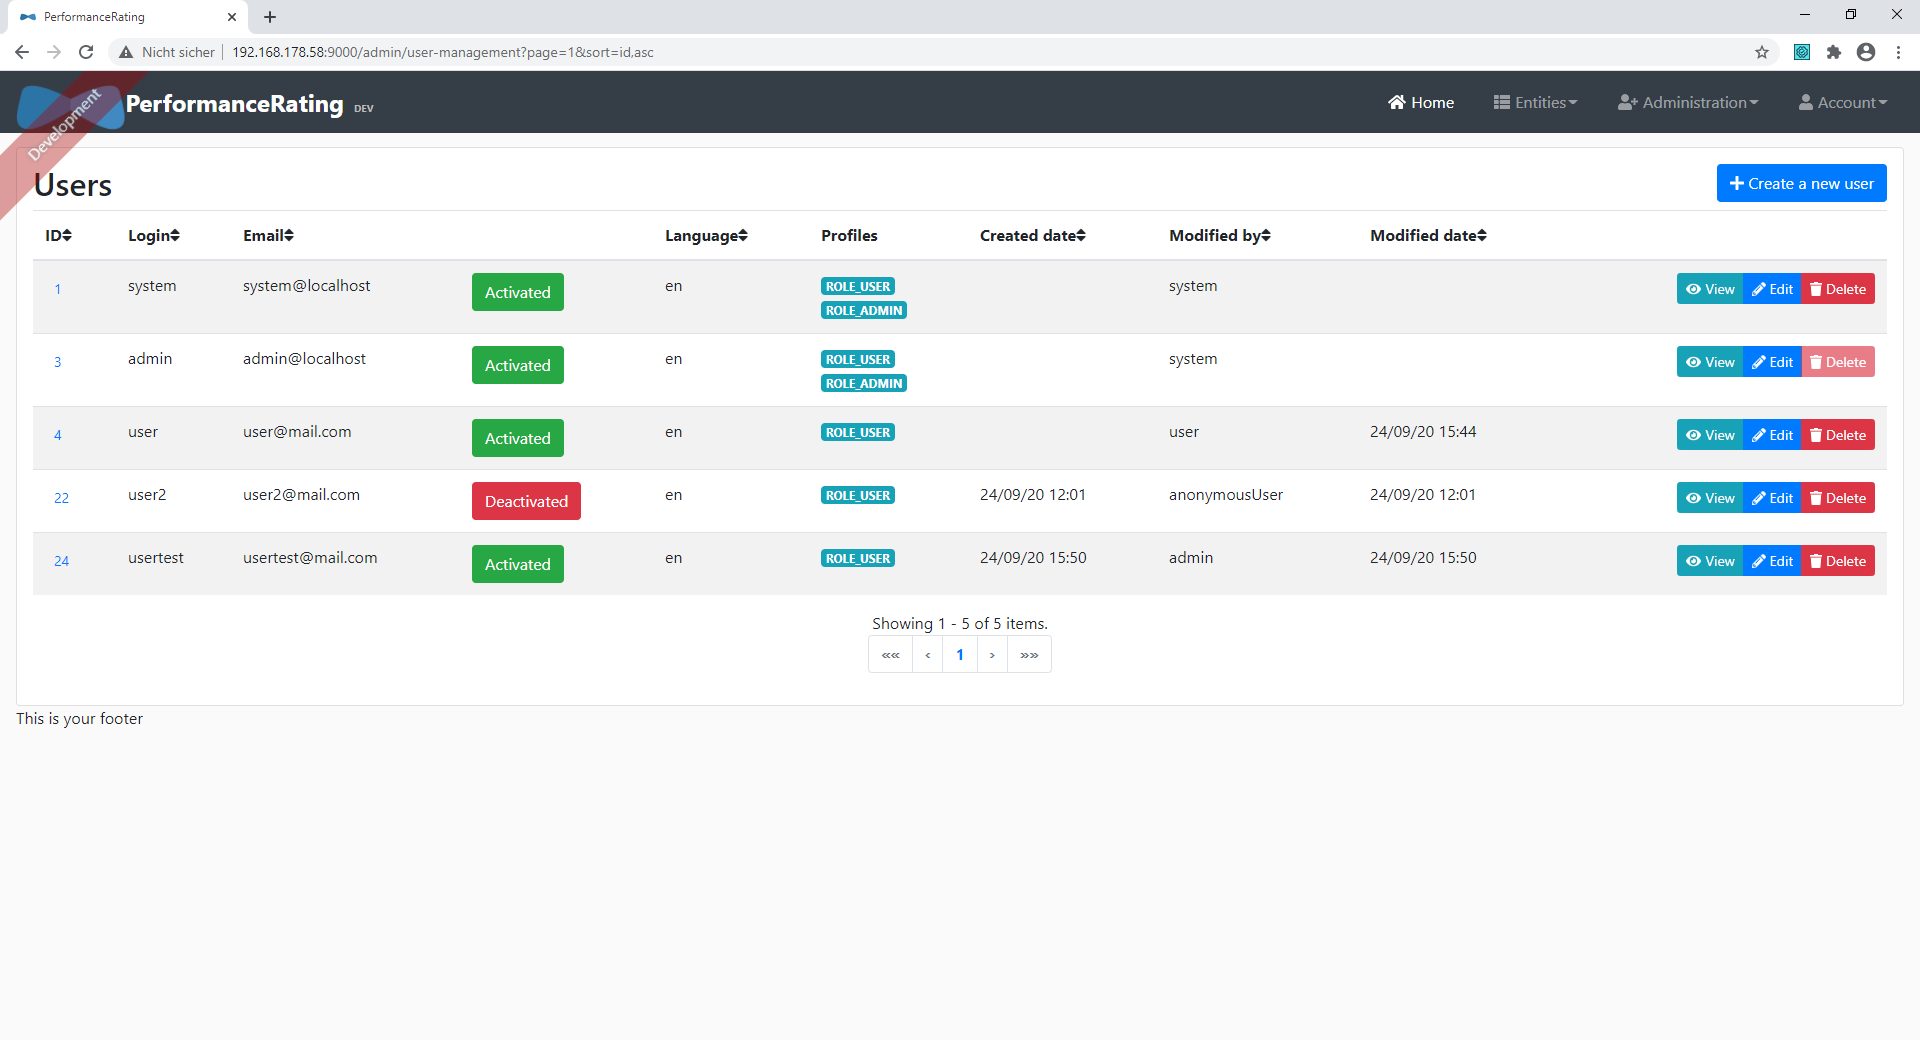 PerformanceRating
Nicht sicher 192.168.178.58:9000/admin/user-management?page=1&sort=id,asc
Development
PerformanceRating DEV
Home Entities Administration Account
Users
Create a new user
ID Login Email Language Profiles Created date Modified by Modified date
1 system system@localhost Activated en ROLE_USER system View Edit Delete
ROLE_ADMIN
3 admin admin@localhost Activated en ROLE_USER system View Edit Delete
ROLE_ADMIN
4 user user@mail.com Activated en ROLE_USER user 24/09/20 15:44 View Edit Delete
22 user2 user2@mail.com Deactivated en ROLE_USER 24/09/20 12:01 anonymousUser 24/09/20 12:01 View Edit Delete
24 usertest usertest@mail.com Activated en ROLE_USER 24/09/20 15:50 admin 24/09/20 15:50 View Edit Delete
Showing 1 - 5 of 5 items.
«« ‹ 1 › »»
This is your footer